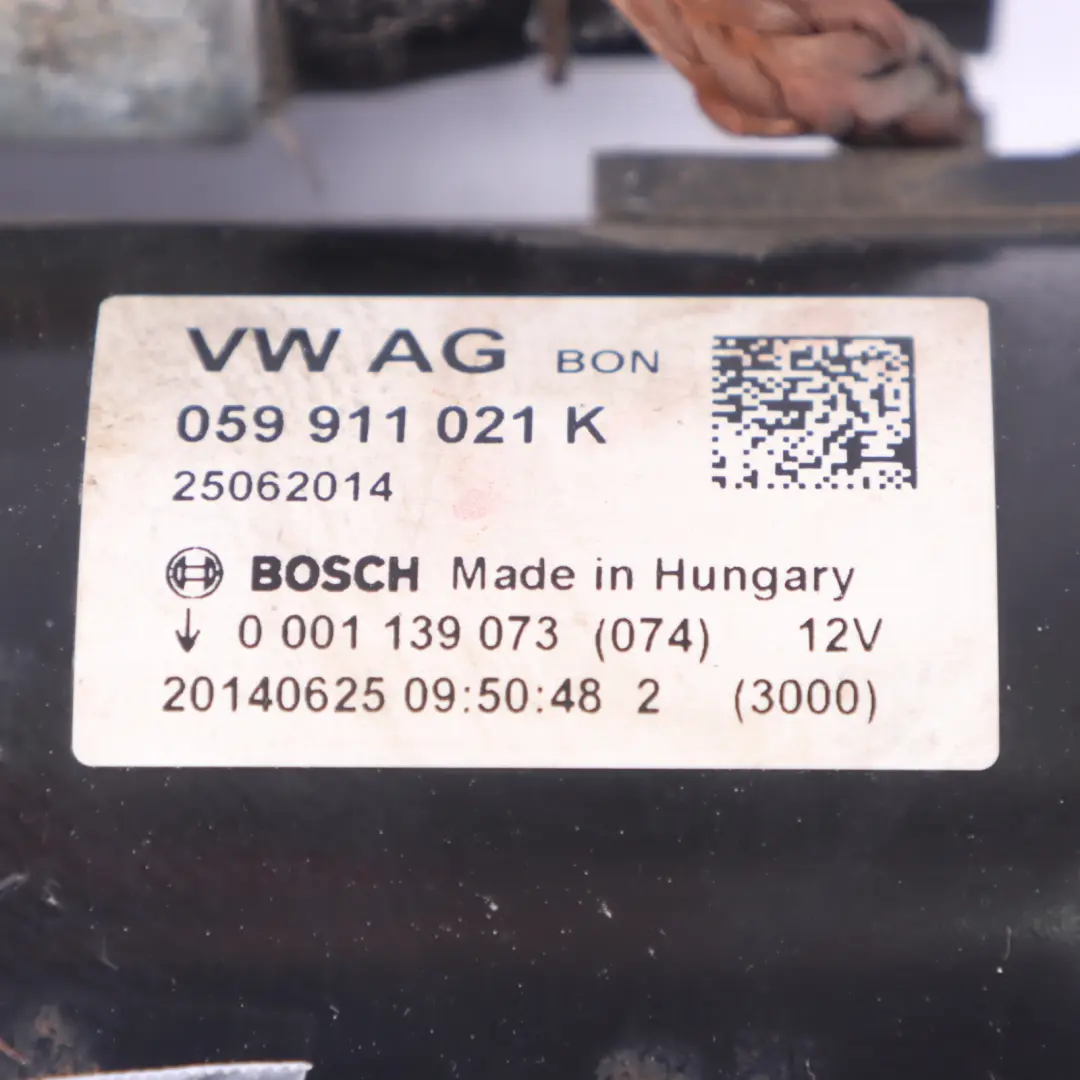 VW AG BON
059 911 021 K
25062014
BOSCH Made in Hungary
↓ 0 001 139 073 (074) 12V
20140625 09:50:48 2 (3000)